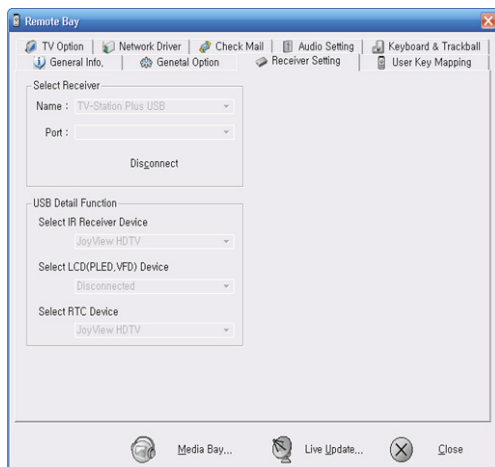 Remote Bay
TV Option
Network Driver
Check Mail
Audio Setting
Keyboard & Trackball
General Info,
Genetal Option
Receiver Setting
User Key Mapping
Select Receiver
Name : TV-Station Plus USB
Port :
Disconnect
USB Detail Function
Select IR Receiver Device
JoyView HDTV
Select LCD(PLED,VFD) Device
Disconnected
Select RTC Device
JoyView HDTV
Media Bay...
Live Update...
Close